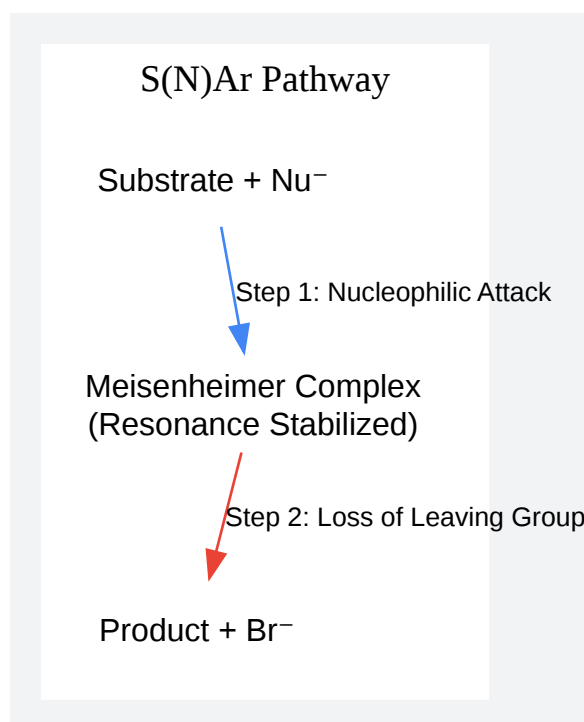 S(N)Ar Pathway
Substrate + Nu⁻
Step 1: Nucleophilic Attack
Meisenheimer Complex
(Resonance Stabilized)
Step 2: Loss of Leaving Group
Product + Br⁻